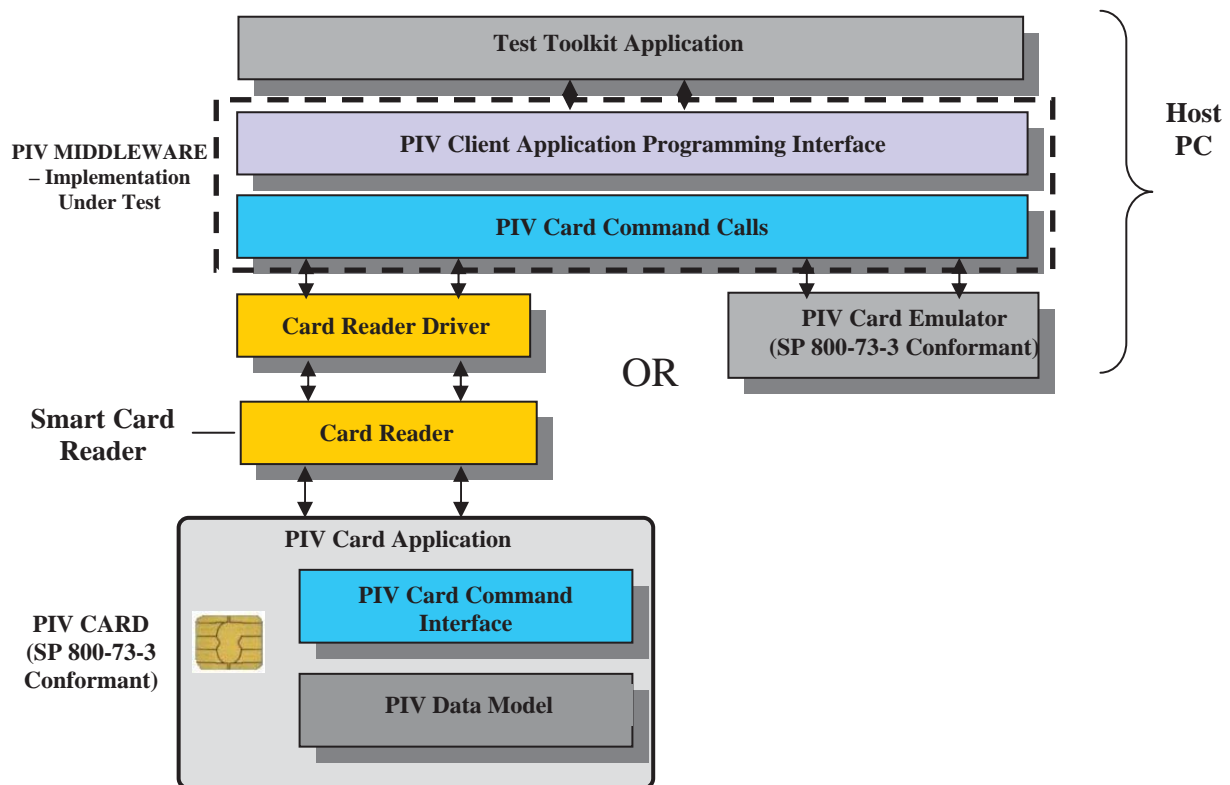 Test Toolkit Application
Host
PC
PIV MIDDLEWARE
– Implementation
Under Test
PIV Client Application Programming Interface
PIV Card Command Calls
Card Reader Driver
OR
PIV Card Emulator
(SP 800-73-3 Conformant)
Smart Card
Reader
Card Reader
PIV Card Application
PIV CARD
(SP 800-73-3
Conformant)
PIV Card Command
Interface
PIV Data Model